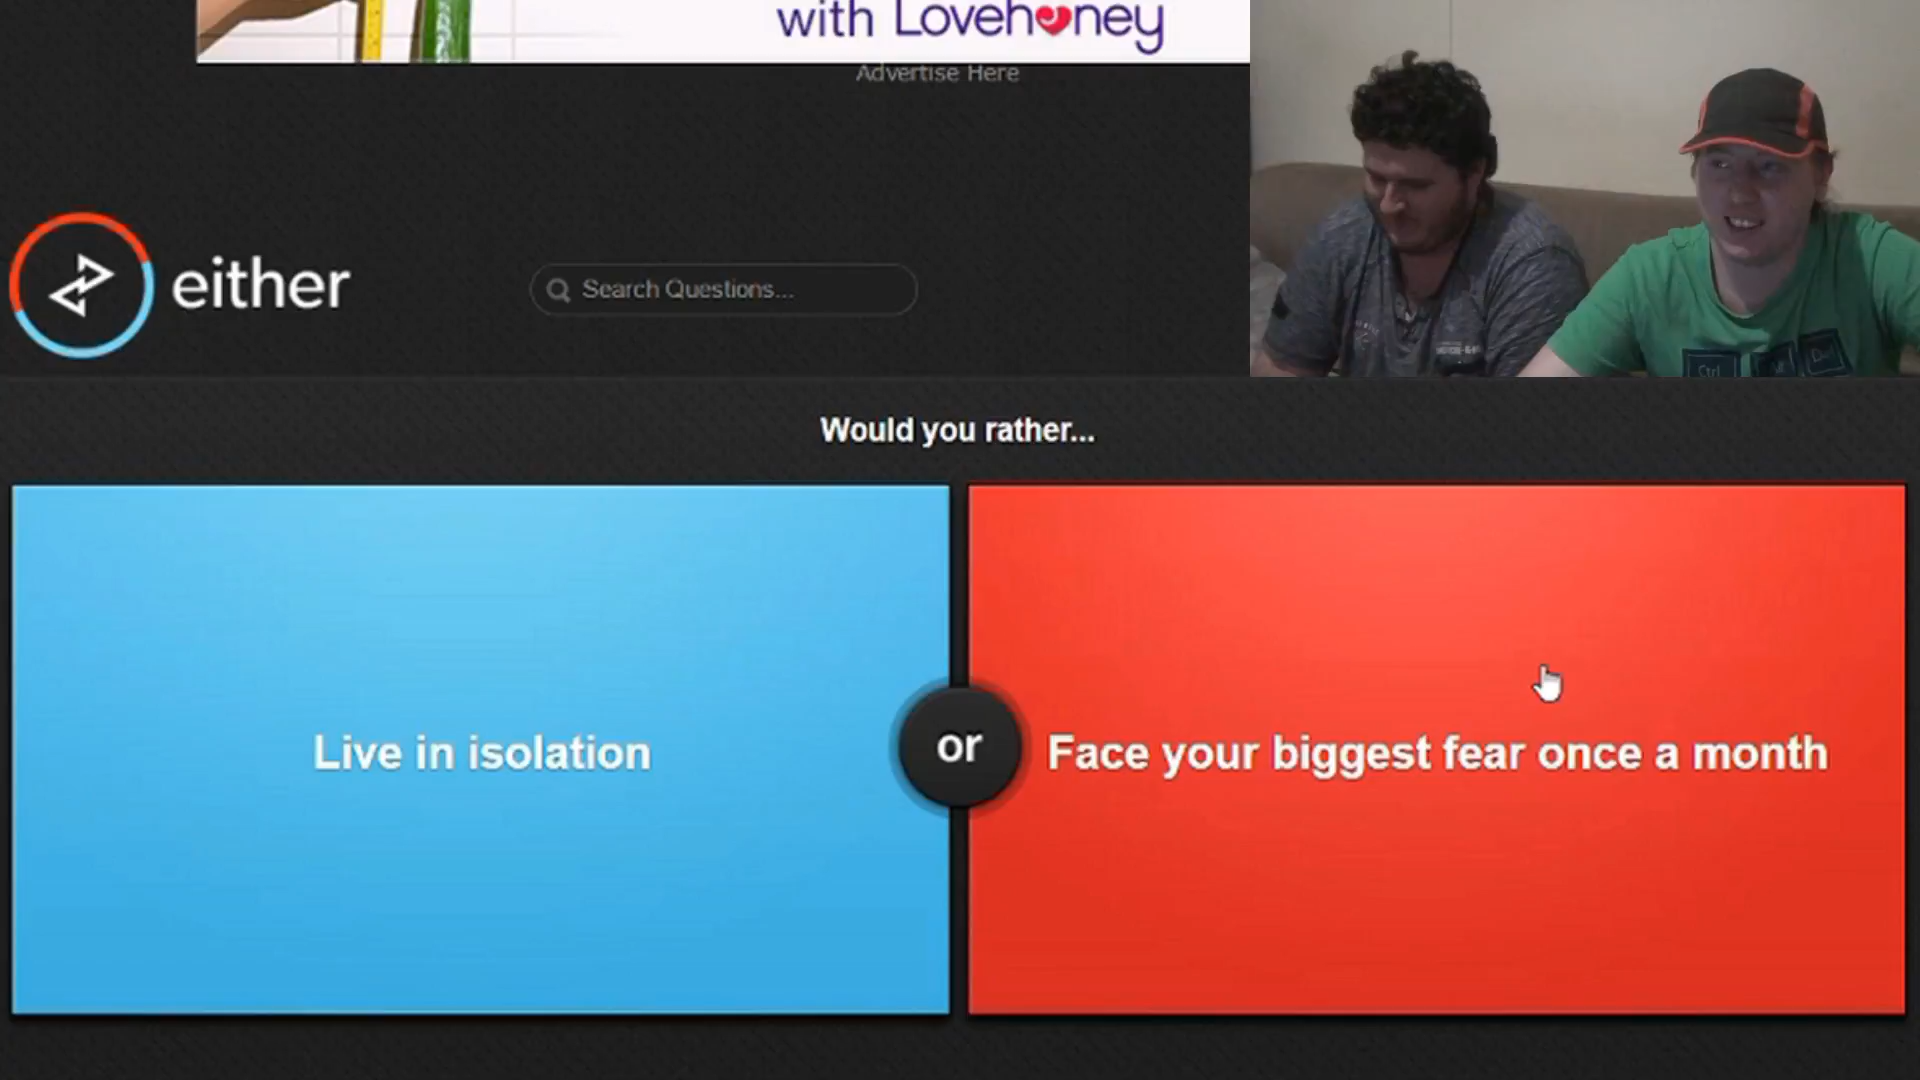 with Lovehoney
Advertise Here
either
Search Questions...
Ctrl
Would you rather...
Live in isolation
or
Face your biggest fear once a month